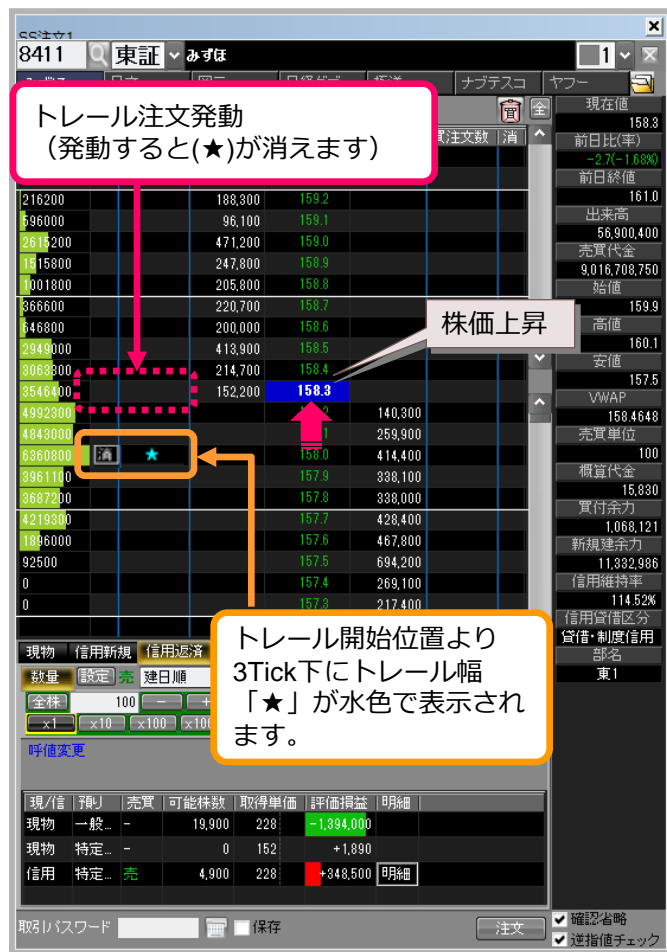 8411 東証 みずほ 1
ナブテスコ ヤフー
トレール注文発動
（発動すると(★)が消えます）
全
買注文数 消
216200 188,300 159.2
596000 96,100 159.1
2615200 471,200 159.0
1515800 247,800 158.9
1001800 205,800 158.8
366600 220,700 158.7
646800 200,000 158.6
2949000 413,900 158.5
3063300 214,700 158.4
3546400 152,200 158.3
4992300 140,300
4843000 259,900
6360800 消 ★ 158.0 414,400
3961100 157.9 338,100
3687200 157.8 338,000
4219300 157.7 428,400
1896000 157.6 467,800
92500 157.5 694,200
0 157.4 269,100
0 157.3 217,400
株価上昇
トレール開始位置より
3Tick下にトレール幅
「★」が水色で表示され
ます。
現在値
158.3
前日比(率)
-2.7(-1.68%)
前日終値
161.0
出来高
56,900,400
売買代金
9,016,708,750
始値
159.9
高値
160.1
安値
157.5
VWAP
158.4648
売買単位
100
概算代金
15,830
買付余力
1,068,121
新規建余力
11,332,986
信用維持率
114.52%
信用貸借区分
貸借・制度信用
部名
東1
現物 信用新規 信用返済
数量 設定 売 建日順
全株 100 － ＋
x1 x10 x100
呼値変更
現/信 預り 売買 可能株数 取得単価 評価損益 明細
現物 一般... - 19,900 228 -1,394,000
現物 特定... - 0 152 +1,890
信用 特定... 売 4,900 228 +348,500 明細
取引パスワード 保存 注文
確認省略
逆指値チェック